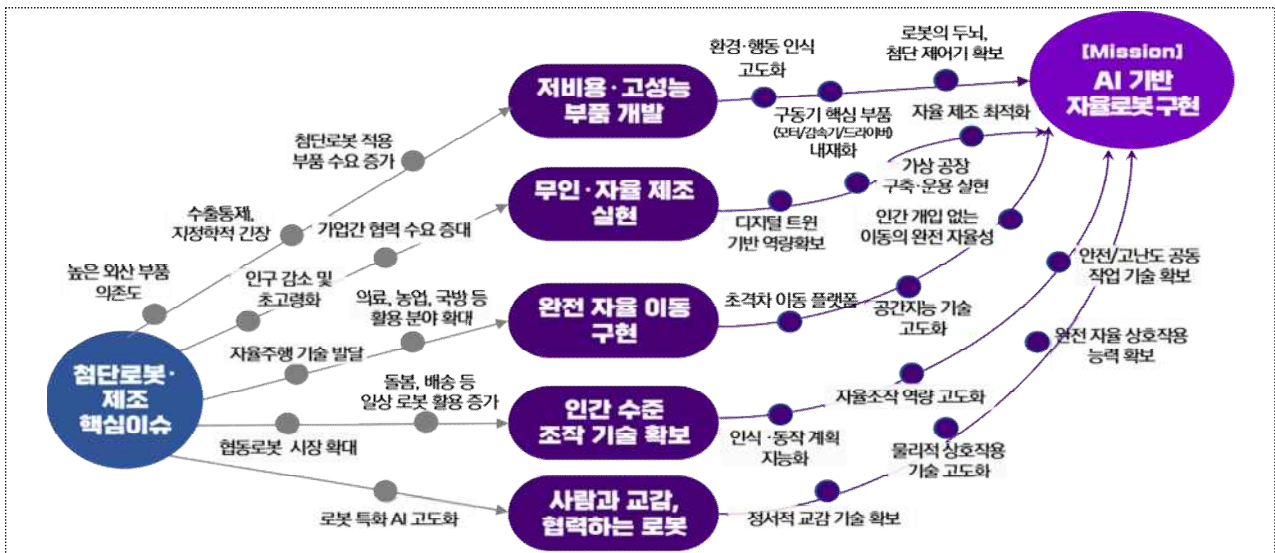 첨단로봇·
제조
핵심이슈
높은 외산 부품
의존도
수출통제,
지정학적 긴장
첨단로봇 적용
부품 수요 증가
저비용·고성능
부품 개발
환경·행동 인식
고도화
구동기 핵심 부품
(모터/감속기/드라이버)
내재화
로봇의 두뇌,
첨단 제어기 확보
인구 감소 및
초고령화
가업간 협력 수요 증대
무인·자율 제조
실현
디지털 트윈
기반 역량확보
가상 공장
구축·운용 실현
자율 제조 최적화
자율주행 기술 발달
의료, 농업, 국방 등
활용 분야 확대
완전 자율 이동
구현
초격차 이동 플랫폼
공간지능 기술
고도화
인간 개입 없는
이동의 완전 자율성
협동로봇 시장 확대
돌봄, 배송 등
일상 로봇 활용 증가
인간 수준
조작 기술 확보
인식·동작 계획
지능화
자율조작 역량 고도화
안전/고난도 공동
작업 기술 확보
로봇 특화 AI 고도화
사람과 교감,
협력하는 로봇
정서적 교감 기술 확보
물리적 상호작용
기술 고도화
완전 자율 상호작용
능력 확보
[Mission]
AI 기반
자율로봇 구현